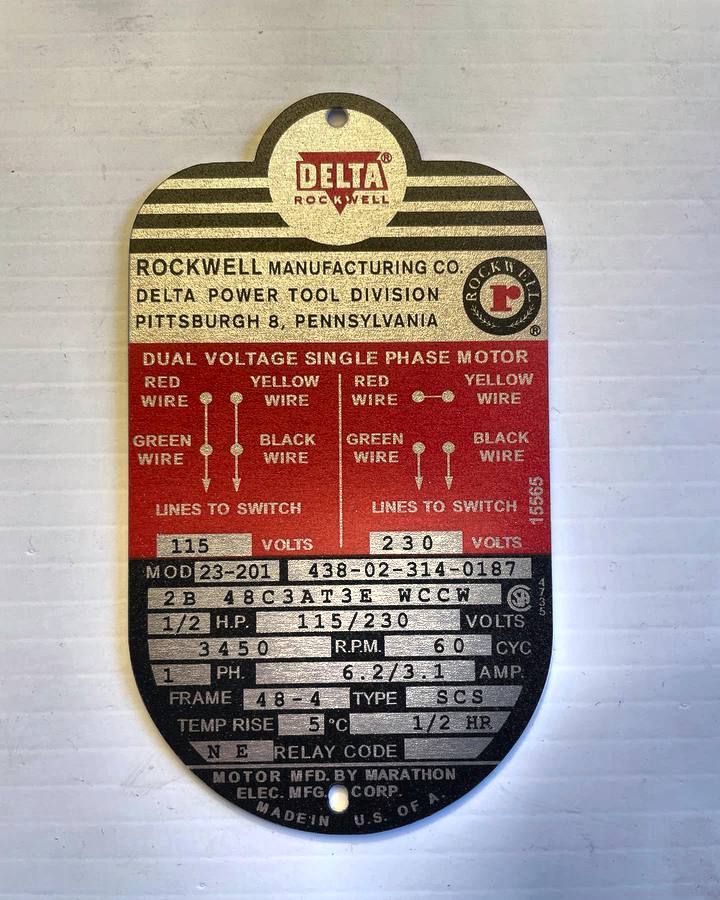 DELTA®
ROCKWELL
ROCKWELL MANUFACTURING CO.
DELTA POWER TOOL DIVISION
PITTSBURGH 8, PENNSYLVANIA
ROCKWELL
r ®
DUAL VOLTAGE SINGLE PHASE MOTOR
RED WIRE YELLOW WIRE RED WIRE YELLOW WIRE
GREEN WIRE BLACK WIRE GREEN WIRE BLACK WIRE
LINES TO SWITCH LINES TO SWITCH
15565
115 VOLTS 230 VOLTS
MOD 23-201 438-02-314-0187
2B 48C3AT3E WCCW
4735
1/2 H.P. 115/230 VOLTS
3450 R.P.M. 60 CYC
1 PH. 6.2/3.1 AMP.
FRAME 48-4 TYPE SCS
TEMP RISE 5 °C 1/2 HR
NE RELAY CODE
MOTOR MFD. BY MARATHON
ELEC. MFG. CORP.
MADE IN U.S. OF A.